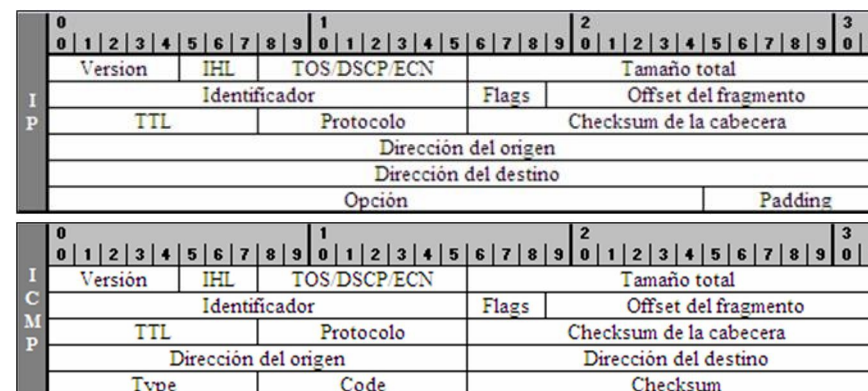 0 1 2 3
0 1 2 3 4 5 6 7 8 9 0 1 2 3 4 5 6 7 8 9 0 1 2 3 4 5 6 7 8 9 0
Version IHL TOS/DSCP/ECN Tamaño total
Identificador Flags Offset del fragmento
TTL Protocolo Checksum de la cabecera
Dirección del origen
Dirección del destino
Opción Padding
IP
0 1 2 3
0 1 2 3 4 5 6 7 8 9 0 1 2 3 4 5 6 7 8 9 0 1 2 3 4 5 6 7 8 9 0
Versión IHL TOS/DSCP/ECN Tamaño total
Identificador Flags Offset del fragmento
TTL Protocolo Checksum de la cabecera
Dirección del origen Dirección del destino
Type Code Checksum
ICMP